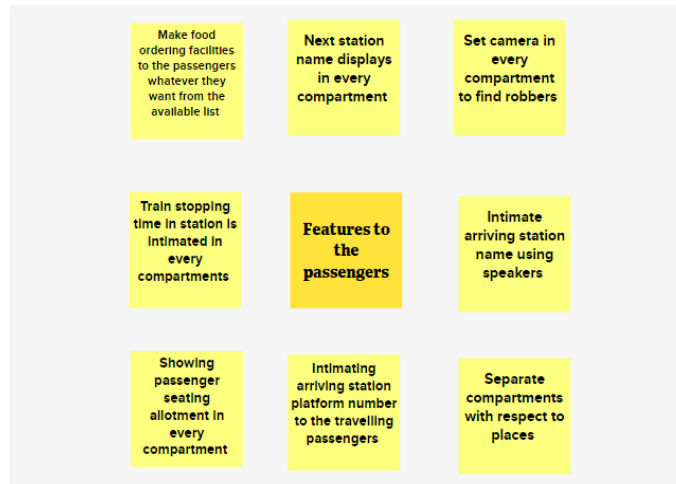 Make food
ordering facilities
to the passengers
whatever they
want from the
available list
Next station
name displays
in every
compartment
Set camera in
every
compartment
to find robbers
Train stopping
time in station is
intimated in
every
compartments
Features to
the
passengers
Intimate
arriving station
name using
speakers
Showing
passenger
seating
allotment in
every
compartment
Intimating
arriving station
platform number
to the travelling
passengers
Separate
compartments
with respect to
places